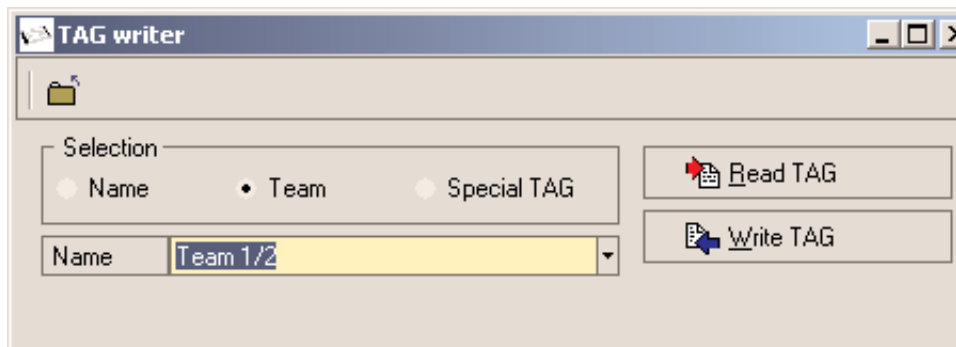 TAG writer
Selection
Name Team Special TAG
Read TAG
Name Team 1/2
Write TAG